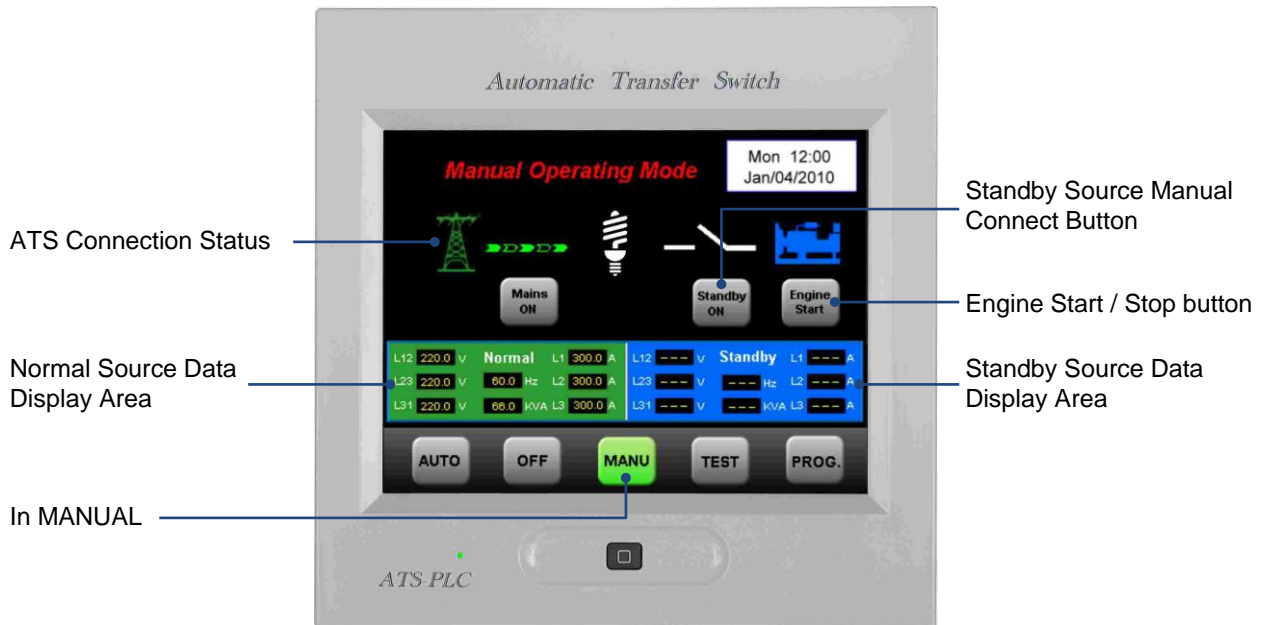 Automatic Transfer Switch
Manual Operating Mode
Mon 12:00
Jan/04/2010
Standby Source Manual
Connect Button
ATS Connection Status
Mains
ON
Standby
ON
Engine
Start
Engine Start / Stop button
Normal Source Data
Display Area
L12 220.0 V Normal L1 300.0 A
L23 220.0 V 60.0 Hz L2 300.0 A
L31 220.0 V 66.0 KVA L3 300.0 A
L12 --- V Standby L1 --- A
L23 --- V --- Hz L2 --- A
L31 --- V --- KVA L3 --- A
Standby Source Data
Display Area
AUTO OFF MANU TEST PROG.
In MANUAL
ATS-PLC